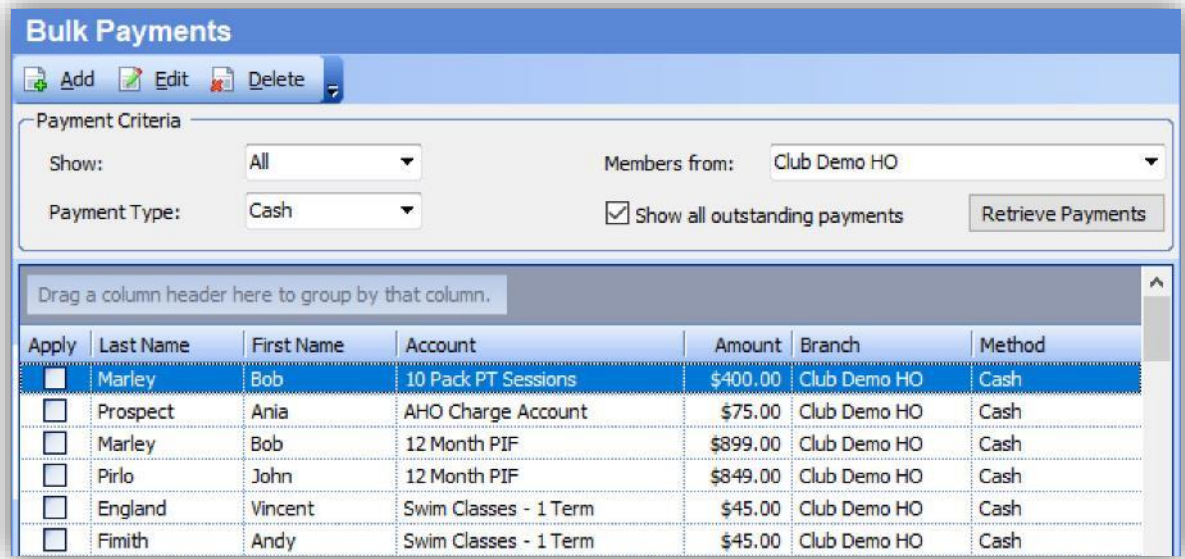 Bulk Payments
Add Edit Delete
Payment Criteria
Show: All Members from: Club Demo HO
Payment Type: Cash Show all outstanding payments Retrieve Payments
Drag a column header here to group by that column.
Apply Last Name First Name Account Amount Branch Method
Marley Bob 10 Pack PT Sessions $400.00 Club Demo HO Cash
Prospect Ania AHO Charge Account $75.00 Club Demo HO Cash
Marley Bob 12 Month PIF $899.00 Club Demo HO Cash
Pirlo John 12 Month PIF $849.00 Club Demo HO Cash
England Vincent Swim Classes - 1 Term $45.00 Club Demo HO Cash
Fimith Andy Swim Classes - 1 Term $45.00 Club Demo HO Cash